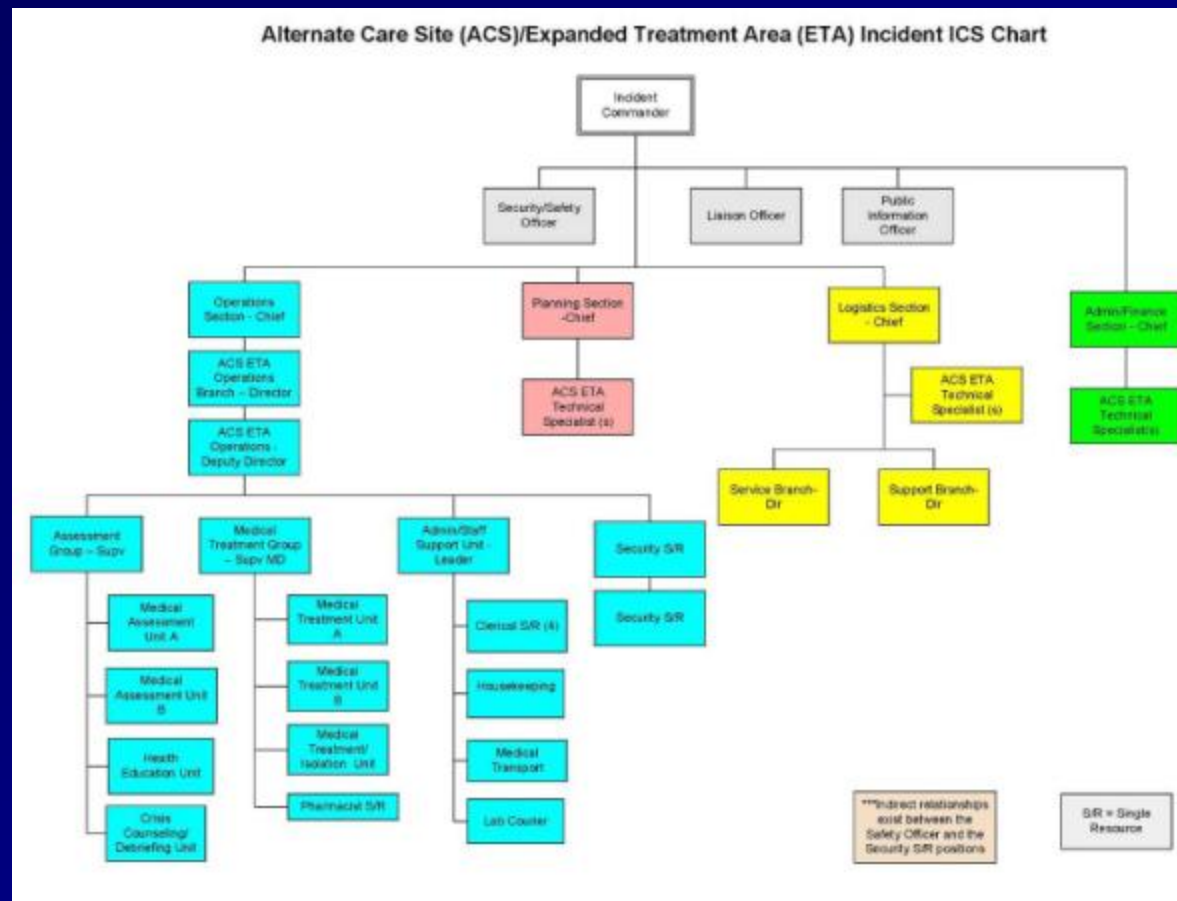 Alternate Care Site (ACS)/Expanded Treatment Area (ETA) Incident ICS Chart
Incident
Commander
Security/Safety
Officer
Liaison Officer
Public
Information
Officer
Operations
Section - Chief
Planning Section
-Chief
Logistics Section
- Chief
Admin/Finance
Section - Chief
ACS ETA
Operations
Branch – Director
ACS ETA
Technical
Specialist (s)
ACS ETA
Technical
Specialist (s)
ACS ETA
Technical
Specialist(s)
ACS ETA
Operations -
Deputy Director
Service Branch-
Dir
Support Branch-
Dir
Assessment
Group – Supv
Medical
Treatment Group
– Supv MD
Admin/Staff
Support Unit -
Leader
Security S/R
Security S/R
Medical
Assessment
Unit A
Medical
Assessment Unit
B
Health
Education Unit
Crisis
Counseling/
Debriefing Unit
Medical
Treatment Unit
A
Medical
Treatment Unit
B
Medical
Treatment/
Isolation Unit
Pharmacist S/R
Clerical S/R (4)
Housekeeping
Medical
Transport
Lab Courier
***Indirect relationships
exist between the
Safety Officer and the
Security S/R positions
S/R = Single
Resource